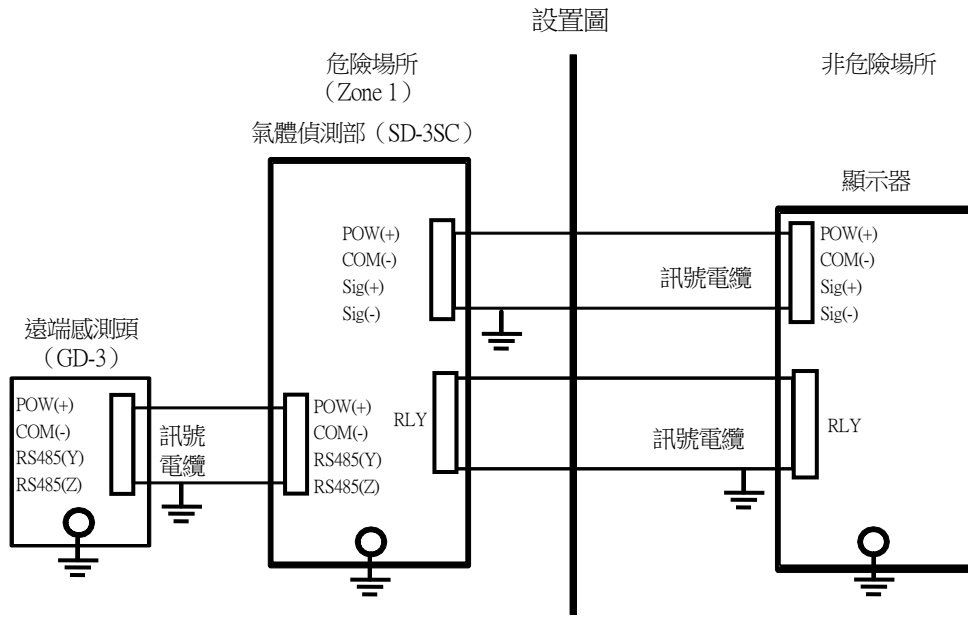 設置圖
危險場所
（Zone 1）
非危險場所
氣體偵測部（SD-3SC）
顯示器
POW(+)
COM(-)
Sig(+)
Sig(-)
訊號電纜
POW(+)
COM(-)
Sig(+)
Sig(-)
遠端感測頭
（GD-3）
POW(+)
COM(-)
RS485(Y)
RS485(Z)
訊號
電纜
POW(+)
COM(-)
RS485(Y)
RS485(Z)
RLY
訊號電纜
RLY